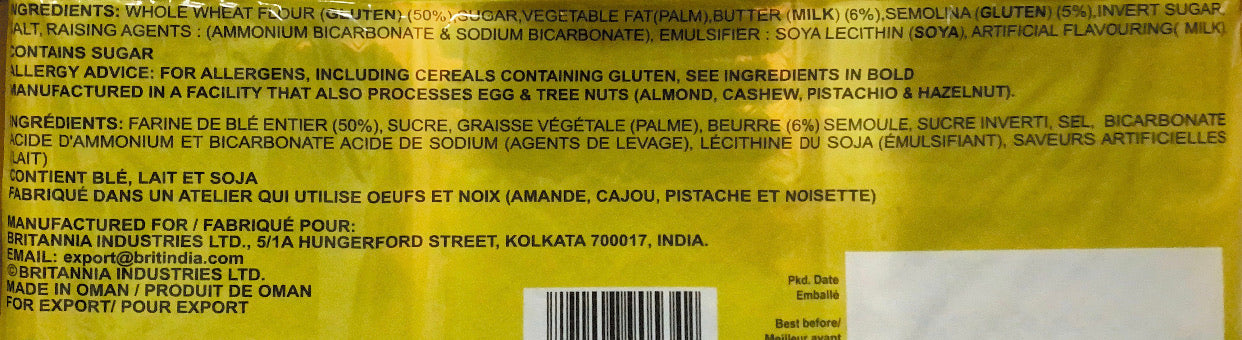 INGREDIENTS: WHOLE WHEAT FLOUR (GLUTEN) (50%), SUGAR, VEGETABLE FAT(PALM), BUTTER (MILK) (6%), SEMOLINA (GLUTEN) (5%), INVERT SUGAR,
SALT, RAISING AGENTS : (AMMONIUM BICARBONATE & SODIUM BICARBONATE), EMULSIFIER : SOYA LECITHIN (SOYA), ARTIFICIAL FLAVOURING( MILK)
CONTAINS SUGAR
ALLERGY ADVICE: FOR ALLERGENS, INCLUDING CEREALS CONTAINING GLUTEN, SEE INGREDIENTS IN BOLD
MANUFACTURED IN A FACILITY THAT ALSO PROCESSES EGG & TREE NUTS (ALMOND, CASHEW, PISTACHIO & HAZELNUT).
INGRÉDIENTS: FARINE DE BLÉ ENTIER (50%), SUCRE, GRAISSE VÉGÉTALE (PALME), BEURRE (6%) SEMOULE, SUCRE INVERTI, SEL, BICARBONATE
ACIDE D'AMMONIUM ET BICARBONATE ACIDE DE SODIUM (AGENTS DE LEVAGE), LÉCITHINE DU SOJA (ÉMULSIFIANT), SAVEURS ARTIFICIELLES
(LAIT)
CONTIENT BLÉ, LAIT ET SOJA
FABRIQUÉ DANS UN ATELIER QUI UTILISE OEUFS ET NOIX (AMANDE, CAJOU, PISTACHE ET NOISETTE)
MANUFACTURED FOR / FABRIQUÉ POUR:
BRITANNIA INDUSTRIES LTD., 5/1A HUNGERFORD STREET, KOLKATA 700017, INDIA.
EMAIL: export@britindia.com
©BRITANNIA INDUSTRIES LTD.
MADE IN OMAN / PRODUIT DE OMAN
FOR EXPORT/ POUR EXPORT
Pkd. Date
Emballé
Best before/
Meilleur avant